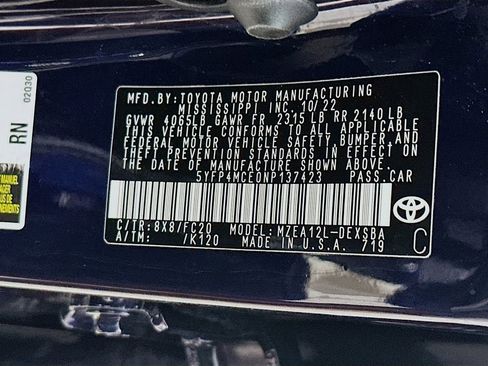 MFD. BY: TOYOTA MOTOR MANUFACTURING
MISSISSIPPI INC. 10/22
GVWR 4065LB GAWR FR 2315 LB RR 2140 LB
THIS VEHICLE CONFORMS TO ALL APPLICABLE
FEDERAL MOTOR VEHICLE SAFETY, BUMPER, AND
THEFT PREVENTION STANDARDS IN EFFECT ON
THE DATE OF MANUFACTURE SHOWN ABOVE.
5YFP4MCE0NP137423 PASS.CAR
C/TR: 8X8/FC20 MODEL: MZEA12L-DEXSBA
A/TM: /K120 MADE IN U.S.A. 719
C
RN
02Q30